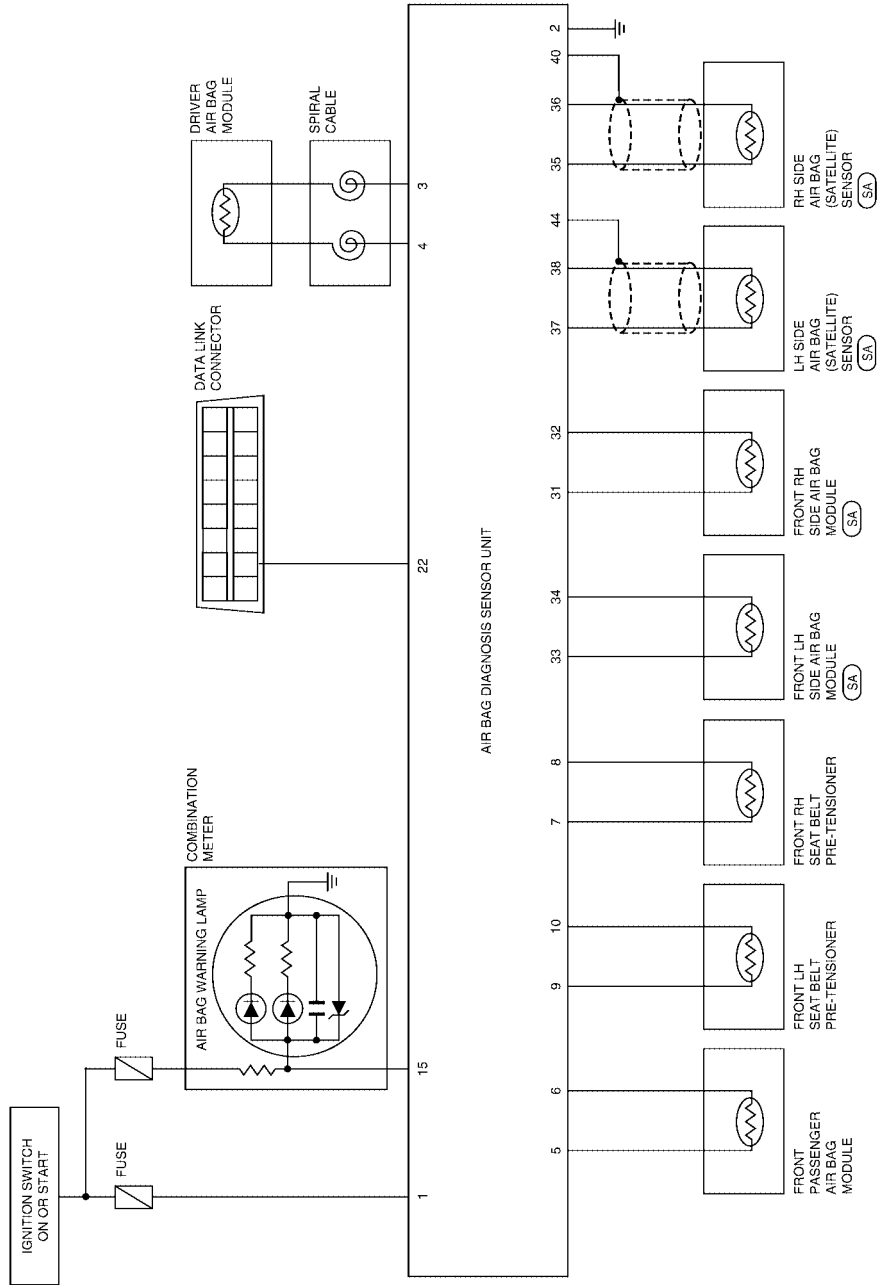 IGNITION SWITCH
ON OR START
FUSE
FUSE
COMBINATION
METER
AIR BAG WARNING LAMP
DATA LINK
CONNECTOR
DRIVER
AIR BAG
MODULE
SPIRAL
CABLE
1
15
22
4
3
AIR BAG DIAGNOSIS SENSOR UNIT
5
6
9
10
7
8
33
34
31
32
37
38
44
35
36
40
2
FRONT
PASSENGER
AIR BAG
MODULE
FRONT LH
SEAT BELT
PRE-TENSIONER
FRONT RH
SEAT BELT
PRE-TENSIONER
FRONT LH
SIDE AIR BAG
MODULE
SA
FRONT RH
SIDE AIR BAG
MODULE
SA
LH SIDE
AIR BAG
(SATELLITE)
SENSOR
SA
RH SIDE
AIR BAG
(SATELLITE)
SENSOR
SA